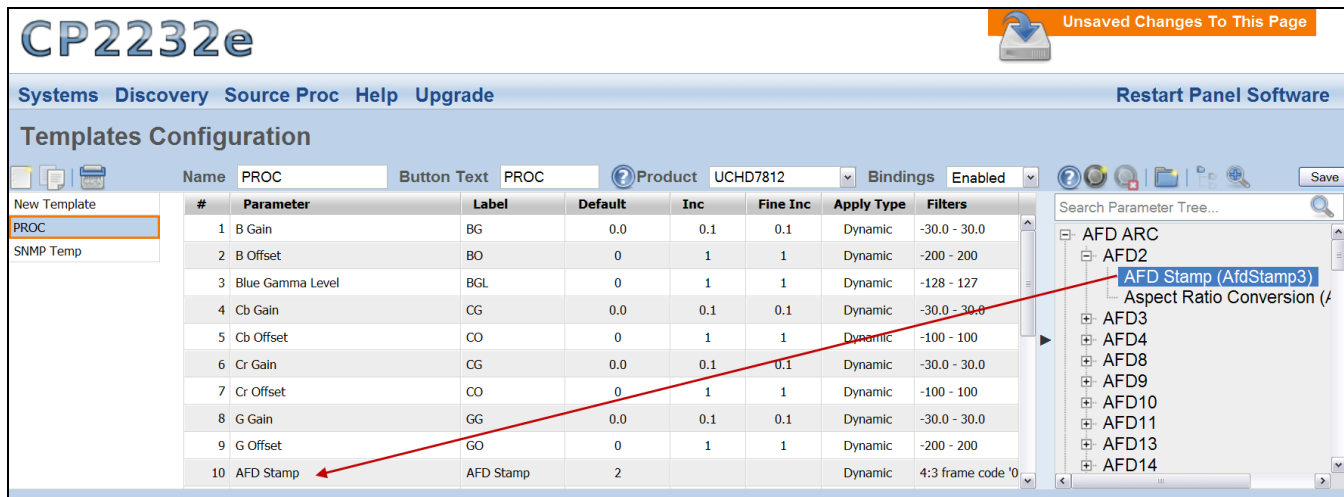 CP2232e
Unsaved Changes To This Page
Systems Discovery Source Proc Help Upgrade Restart Panel Software
Templates Configuration
Name PROC Button Text PROC Product UCHD7812 Bindings Enabled Save
New Template
PROC
SNMP Temp
# Parameter Label Default Inc Fine Inc Apply Type Filters
1 B Gain BG 0.0 0.1 0.1 Dynamic -30.0 - 30.0
2 B Offset BO 0 1 1 Dynamic -200 - 200
3 Blue Gamma Level BGL 0 1 1 Dynamic -128 - 127
4 Cb Gain CG 0.0 0.1 0.1 Dynamic -30.0 - 30.0
5 Cb Offset CO 0 1 1 Dynamic -100 - 100
6 Cr Gain CG 0.0 0.1 0.1 Dynamic -30.0 - 30.0
7 Cr Offset CO 0 1 1 Dynamic -100 - 100
8 G Gain GG 0.0 0.1 0.1 Dynamic -30.0 - 30.0
9 G Offset GO 0 1 1 Dynamic -200 - 200
10 AFD Stamp AFD Stamp 2 Dynamic 4:3 frame code '0
Search Parameter Tree...
AFD ARC
AFD2
AFD Stamp (AfdStamp3)
Aspect Ratio Conversion (A
AFD3
AFD4
AFD8
AFD9
AFD10
AFD11
AFD13
AFD14